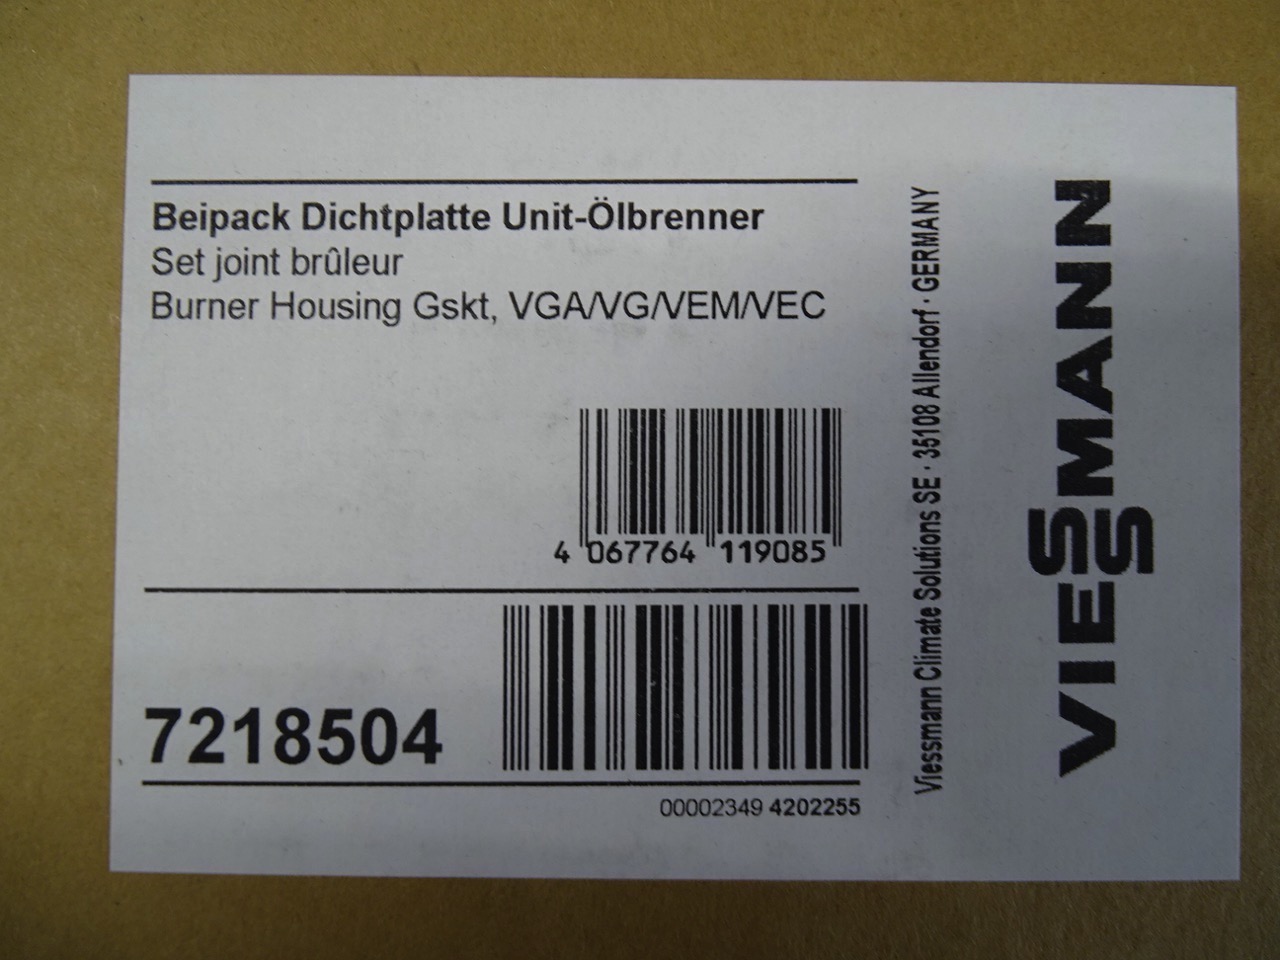 Beipack Dichtplatte Unit-Ölbrenner
Set joint brûleur
Burner Housing Gskt, VGA/VG/VEM/VEC
4 067764 119085
7218504
00002349 4202255
Viessmann Climate Solutions SE · 35108 Allendorf · GERMANY
VIESSMANN